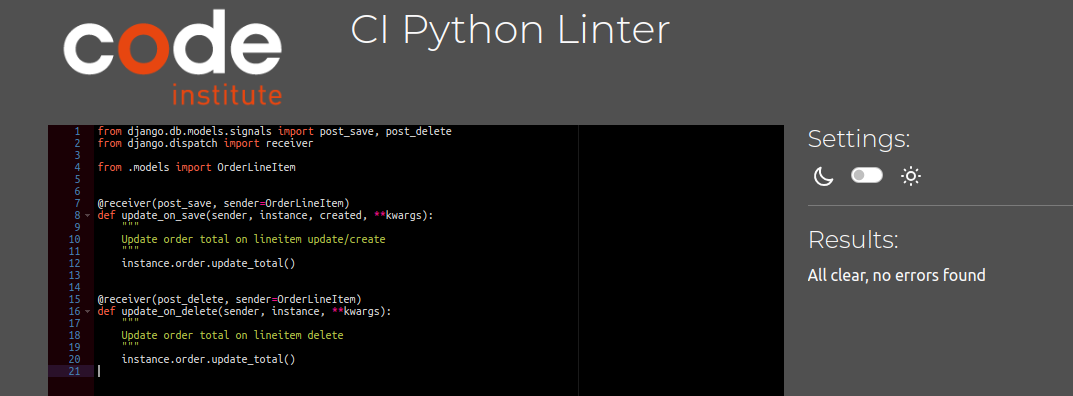 code
institute
CI Python Linter
1 from django.db.models.signals import post_save, post_delete
2 from django.dispatch import receiver
3
4 from .models import OrderLineItem
5
6
7 @receiver(post_save, sender=OrderLineItem)
8 def update_on_save(sender, instance, created, **kwargs):
9     """
10     Update order total on lineitem update/create
11     """
12     instance.order.update_total()
13
14
15 @receiver(post_delete, sender=OrderLineItem)
16 def update_on_delete(sender, instance, **kwargs):
17     """
18     Update order total on lineitem delete
19     """
20     instance.order.update_total()
21
Settings:
Results:
All clear, no errors found